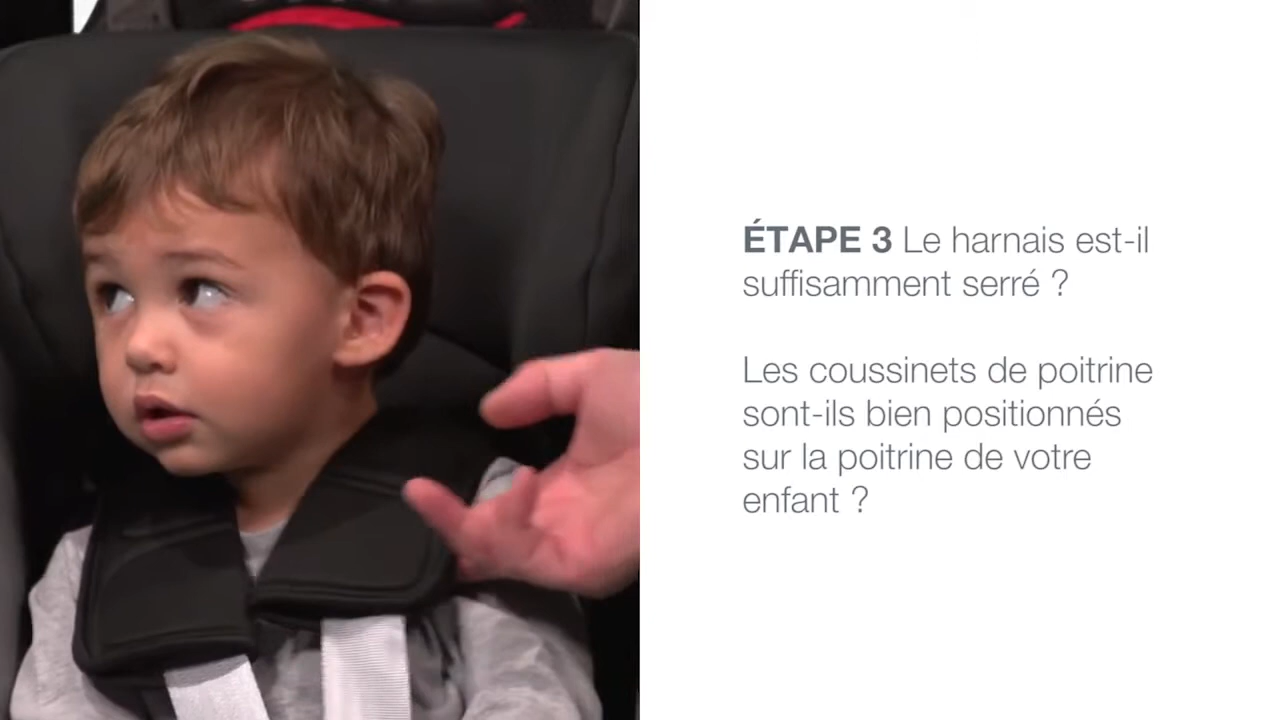 ÉTAPE 3 Le harnais est-il
suffisamment serré ?
Les coussinets de poitrine
sont-ils bien positionnés
sur la poitrine de votre
enfant ?